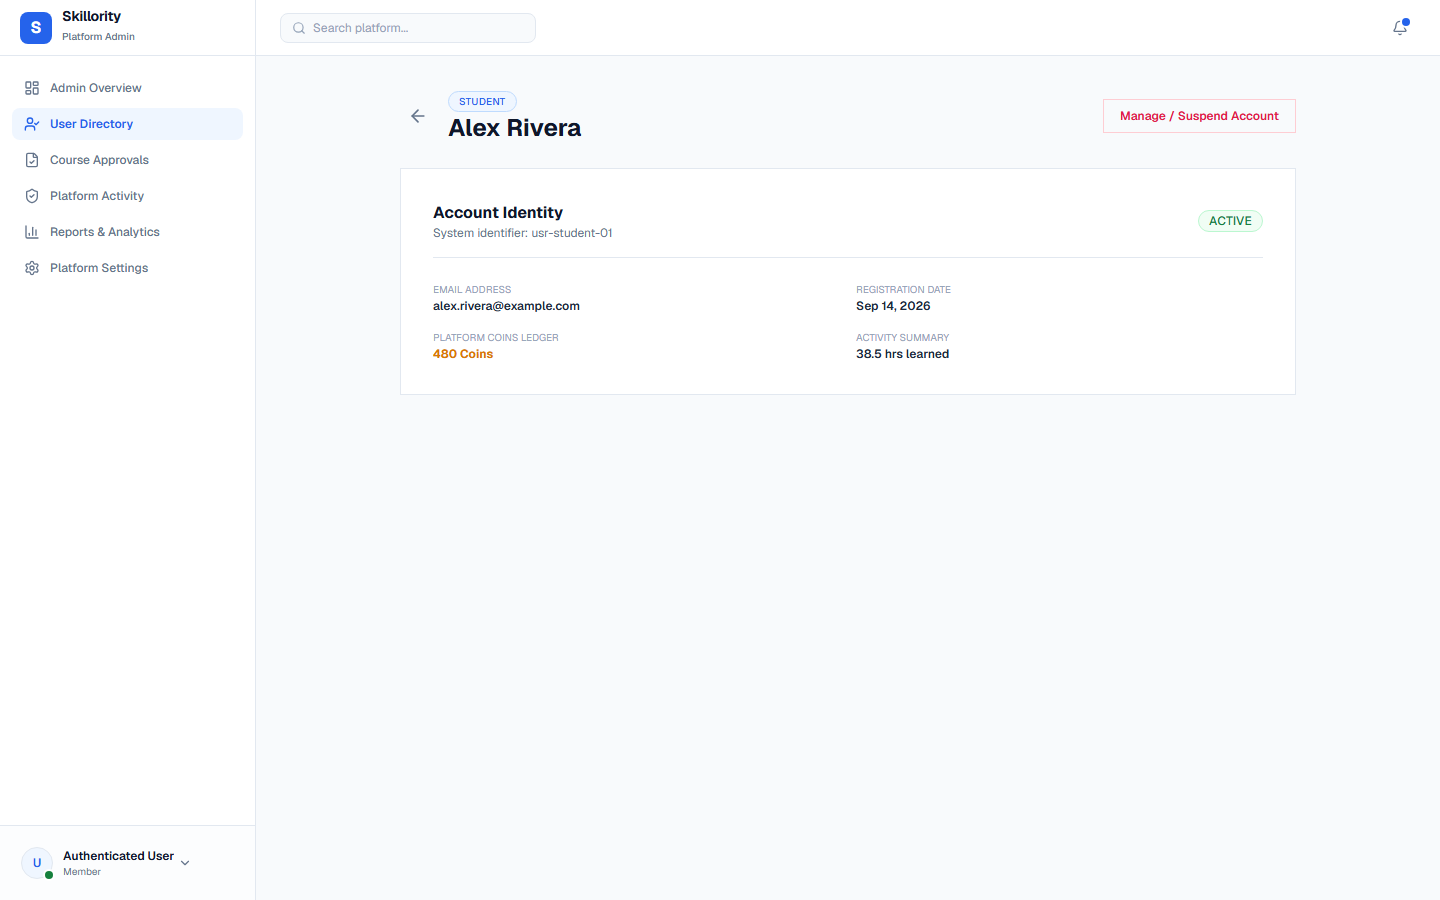 S
Skillority
Platform Admin
Search platform...
Admin Overview
User Directory
Course Approvals
Platform Activity
Reports & Analytics
Platform Settings
STUDENT
Alex Rivera
Manage / Suspend Account
Account Identity
System identifier: usr-student-01
ACTIVE
EMAIL ADDRESS
alex.rivera@example.com
REGISTRATION DATE
Sep 14, 2026
PLATFORM COINS LEDGER
480 Coins
ACTIVITY SUMMARY
38.5 hrs learned
U
Authenticated User
Member